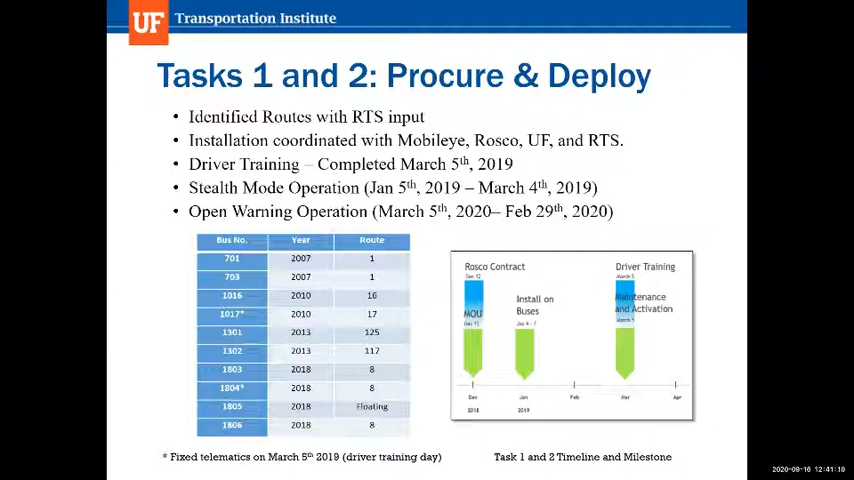 UF Transportation Institute
Tasks 1 and 2: Procure & Deploy
• Identified Routes with RTS input
• Installation coordinated with Mobileye, Rosco, UF, and RTS.
• Driver Training – Completed March 5th, 2019
• Stealth Mode Operation (Jan 5th, 2019 – March 4th, 2019)
• Open Warning Operation (March 5th, 2020– Feb 29th, 2020)
Bus No. Year Route
701 2007 1
703 2007 1
1016 2010 16
1017* 2010 17
1301 2013 125
1302 2013 117
1803 2018 8
1804* 2018 8
1805 2018 Floating
1806 2018 8
* Fixed telematics on March 5th 2019 (driver training day)
Rosco Contract
Dec 12
MOU
Dec 12
Install on
Buses
Jan 4 - 7
Driver Training
March 5
Maintenance
and Activation
March 5
Dec Jan Feb Mar Apr
2018 2019
Task 1 and 2 Timeline and Milestone
2020-09-16 12:41:19